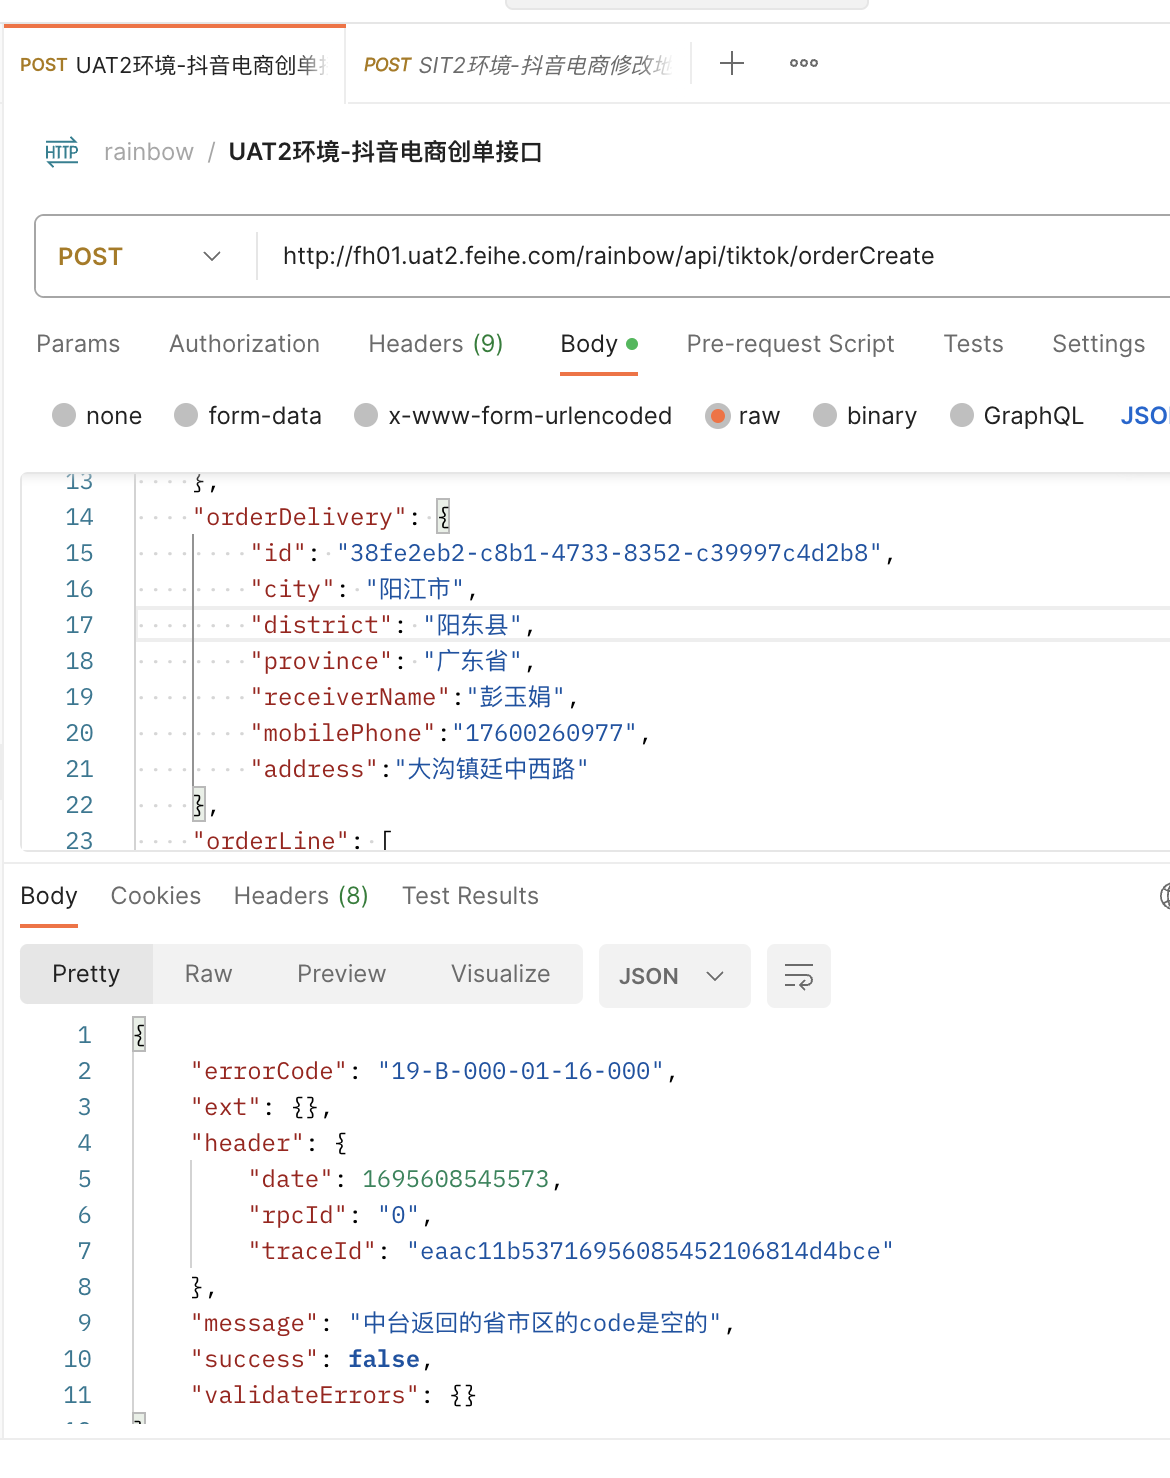 POST UAT2环境-抖音电商创单
POST SIT2环境-抖音电商修改
HTTP rainbow / UAT2环境-抖音电商创单接口
POST http://fh01.uat2.feihe.com/rainbow/api/tiktok/orderCreate
Params Authorization Headers (9) Body Pre-request Script Tests Settings
none form-data x-www-form-urlencoded raw binary GraphQL JSO
13 },
14 "orderDelivery": {
15 "id": "38fe2eb2-c8b1-4733-8352-c39997c4d2b8",
16 "city": "阳江市",
17 "district": "阳东县",
18 "province": "广东省",
19 "receiverName":"彭玉娟",
20 "mobilePhone":"17600260977",
21 "address":"大沟镇廷中西路"
22 },
23 "orderLine": [
Body Cookies Headers (8) Test Results
Pretty Raw Preview Visualize JSON
1 {
2 "errorCode": "19-B-000-01-16-000",
3 "ext": {},
4 "header": {
5 "date": 1695608545573,
6 "rpcId": "0",
7 "traceId": "eaac11b53716956085452106814d4bce"
8 },
9 "message": "中台返回的省市区的code是空的",
10 "success": false,
11 "validateErrors": {}